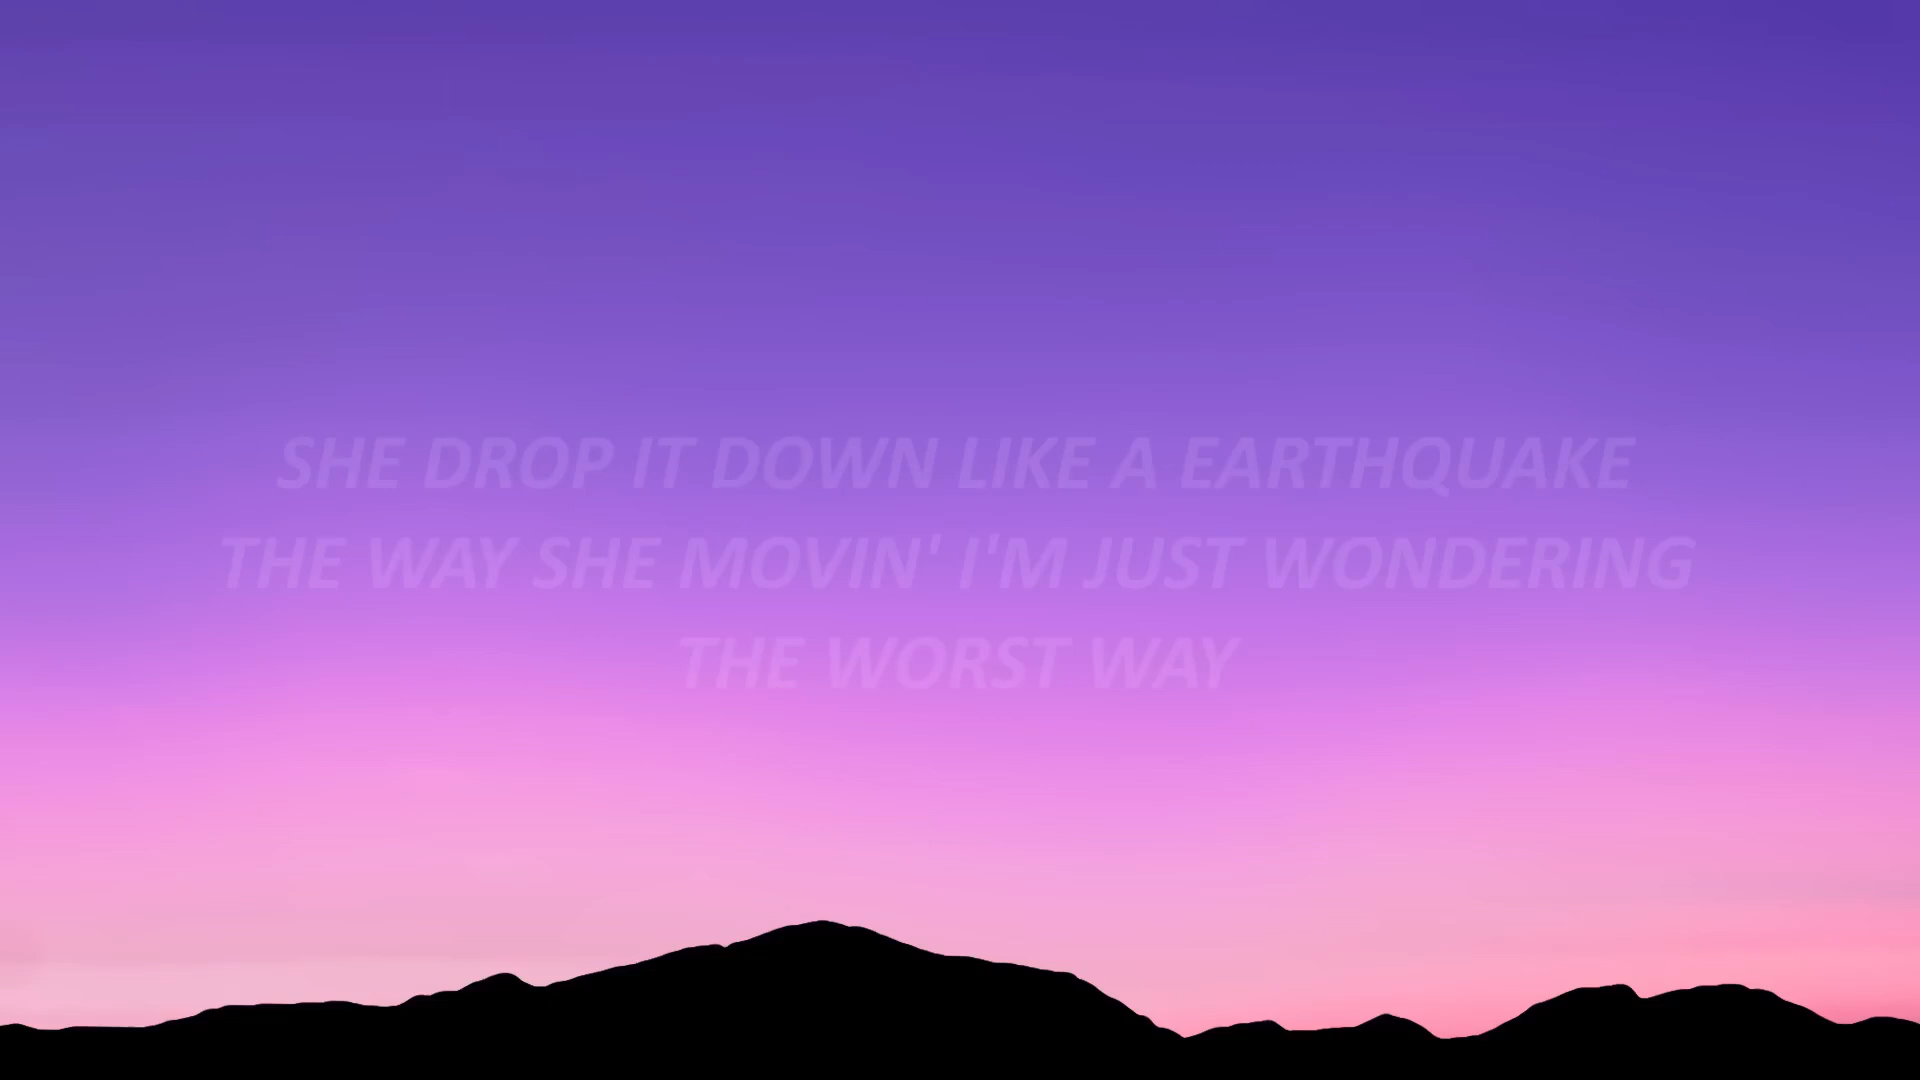 SHE DROP IT DOWN LIKE A EARTHQUAKE
THE WAY SHE MOVIN' I'M JUST WONDERING
THE WORST WAY